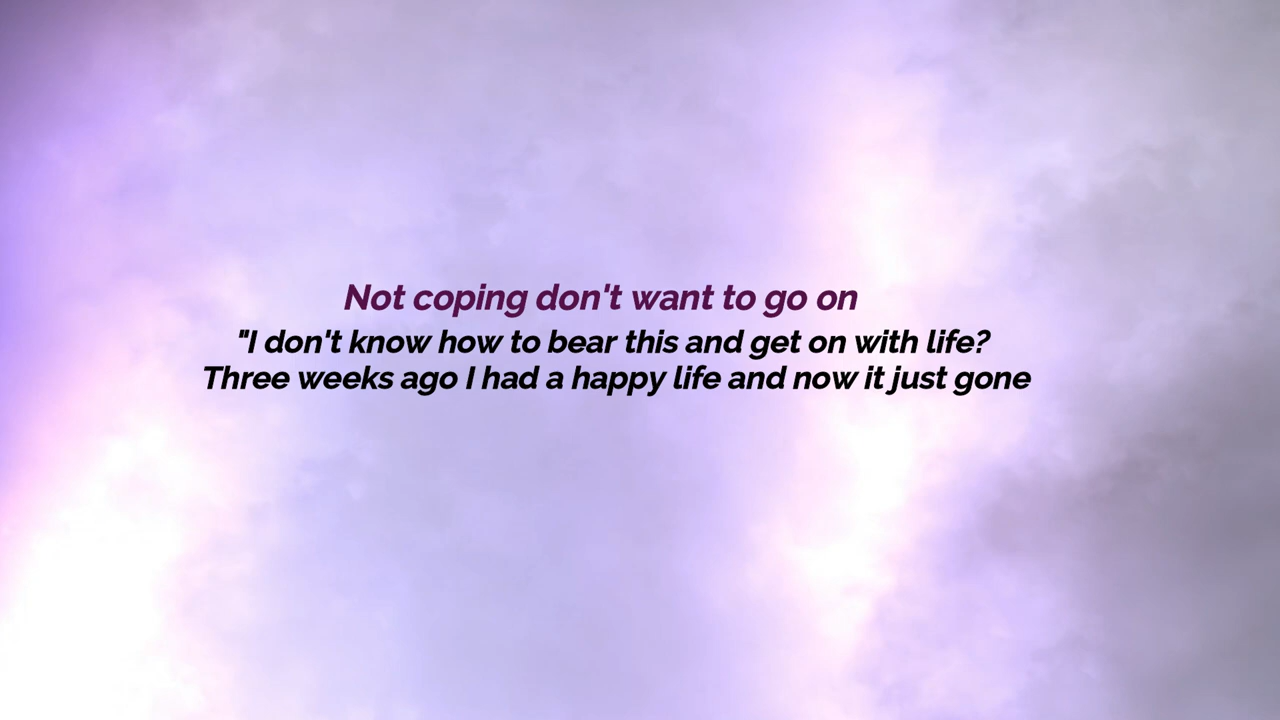 Not coping don't want to go on
"I don't know how to bear this and get on with life?
Three weeks ago I had a happy life and now it just gone